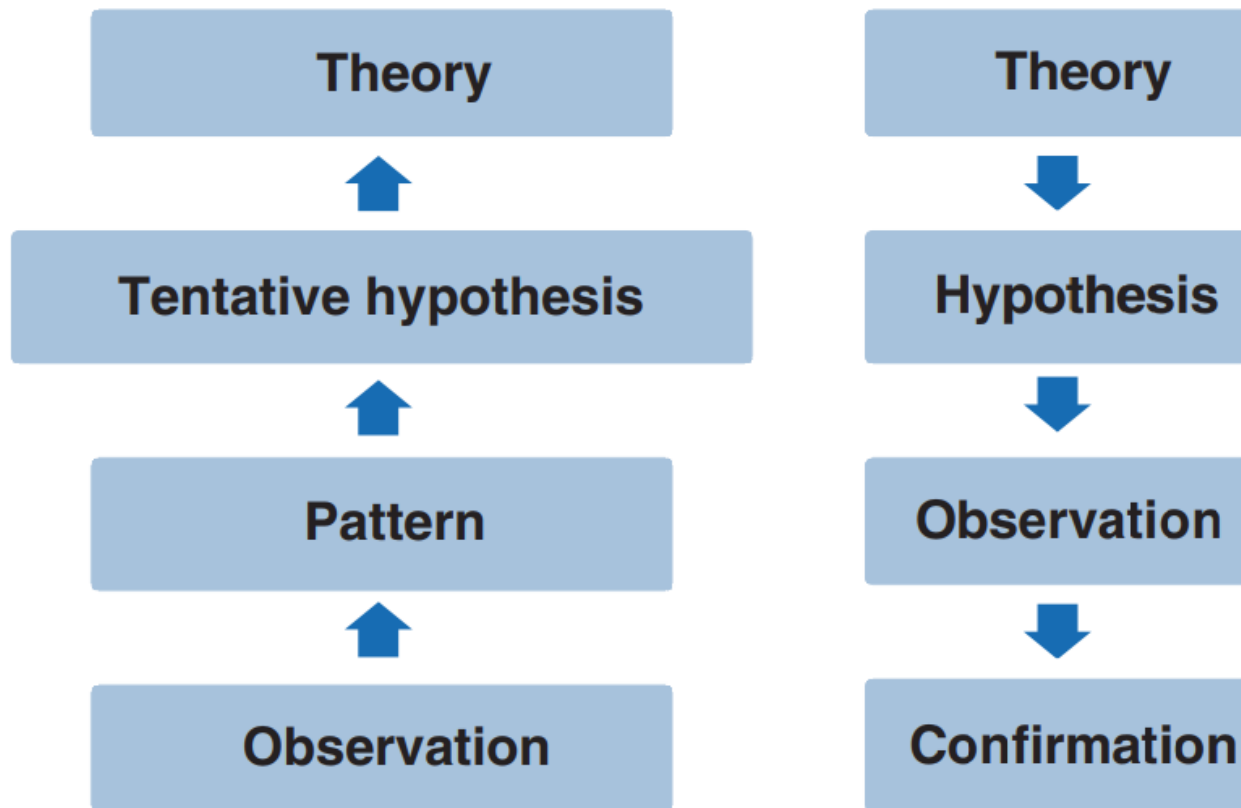 Theory
Tentative hypothesis
Pattern
Observation
Theory
Hypothesis
Observation
Confirmation